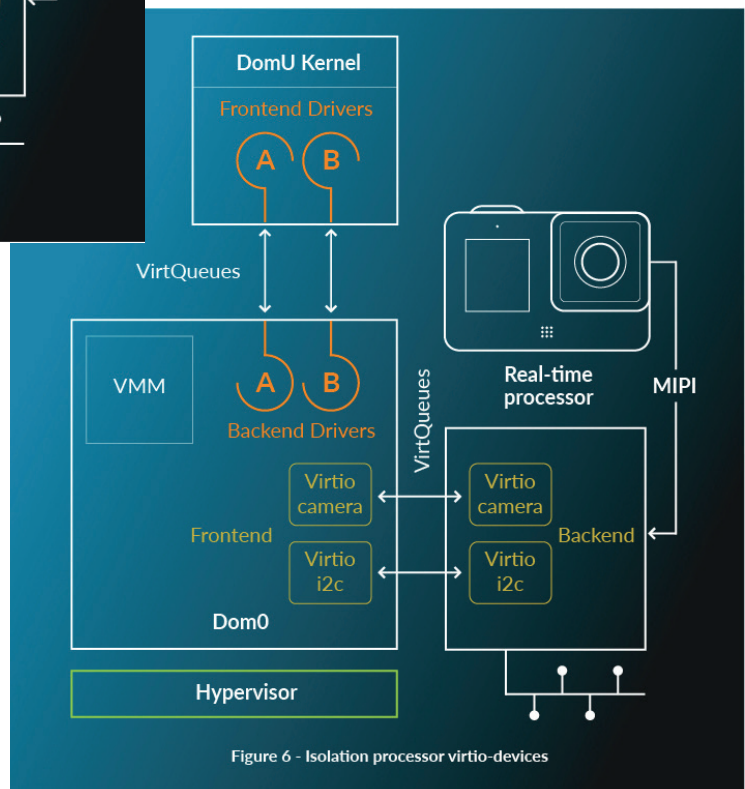 DomU Kernel
Frontend Drivers
A
B
VirtQueues
VMM
A
B
Backend Drivers
VirtQueues
Real-time
processor
MIPI
Virtio
camera
Virtio
camera
Frontend
Backend
Virtio
i2c
Virtio
i2c
Dom0
Hypervisor
Figure 6 - Isolation processor virtio-devices